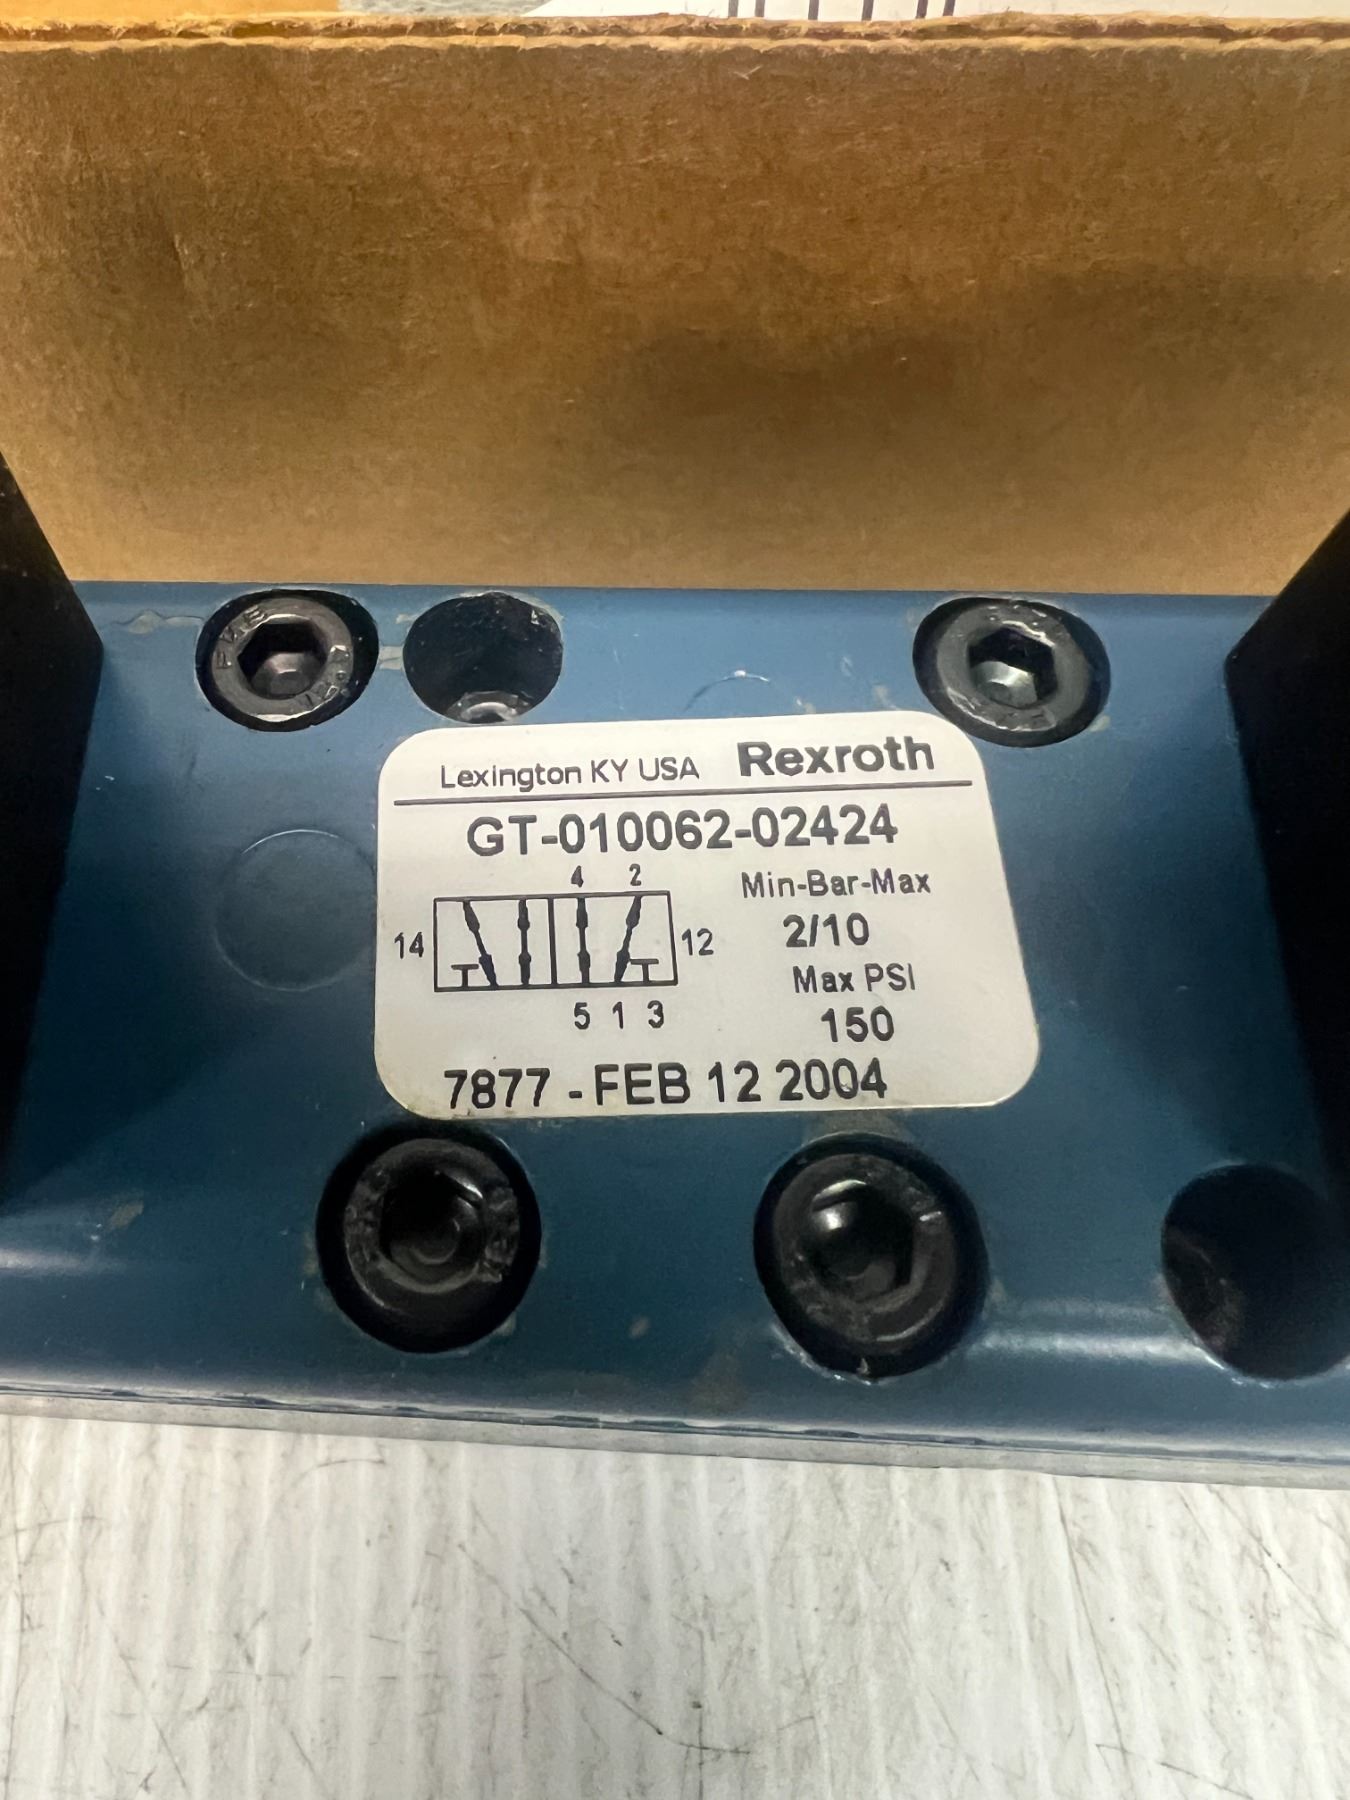 Lexington KY USA Rexroth
GT-010062-02424
4 2
Min-Bar-Max
14
12
2/10
Max PSI
5 1 3
150
7877 - FEB 12 2004